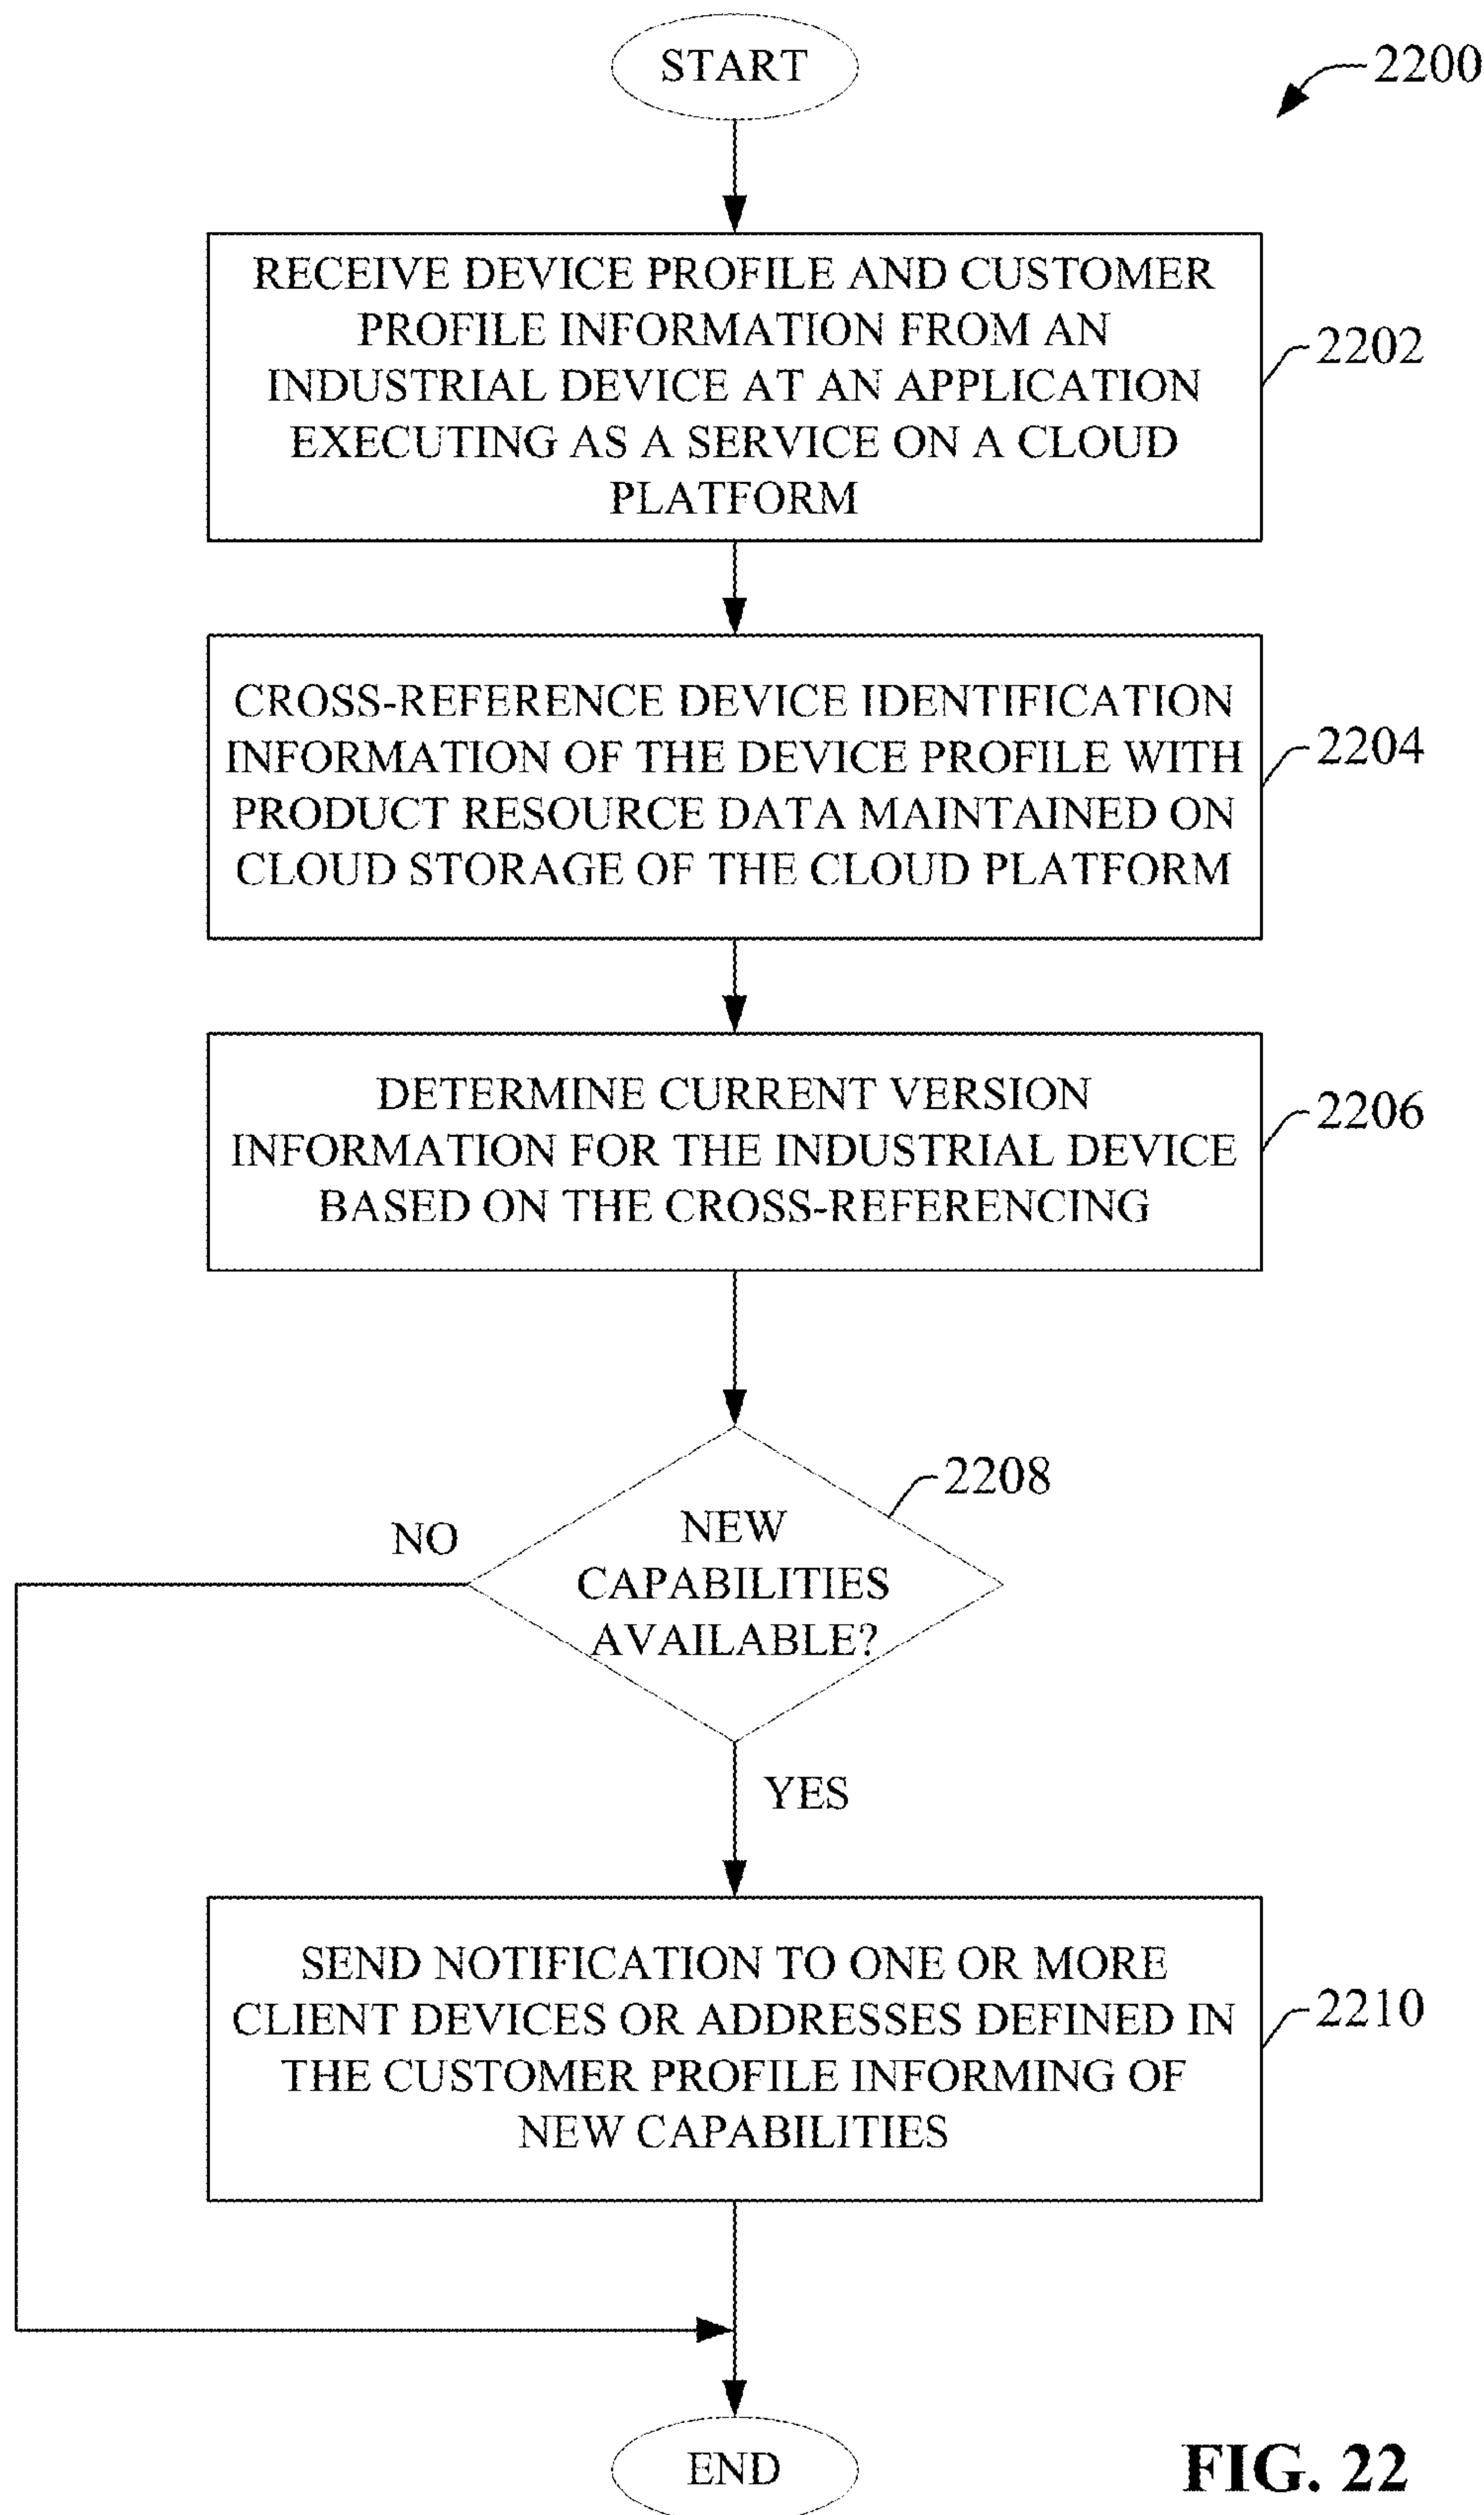 START
2200
RECEIVE DEVICE PROFILE AND CUSTOMER
PROFILE INFORMATION FROM AN
INDUSTRIAL DEVICE AT AN APPLICATION
EXECUTING AS A SERVICE ON A CLOUD
PLATFORM
2202
CROSS-REFERENCE DEVICE IDENTIFICATION
INFORMATION OF THE DEVICE PROFILE WITH
PRODUCT RESOURCE DATA MAINTAINED ON
CLOUD STORAGE OF THE CLOUD PLATFORM
2204
DETERMINE CURRENT VERSION
INFORMATION FOR THE INDUSTRIAL DEVICE
BASED ON THE CROSS-REFERENCING
2206
2208
NEW
CAPABILITIES
AVAILABLE?
NO
YES
SEND NOTIFICATION TO ONE OR MORE
CLIENT DEVICES OR ADDRESSES DEFINED IN
THE CUSTOMER PROFILE INFORMING OF
NEW CAPABILITIES
2210
END
FIG. 22